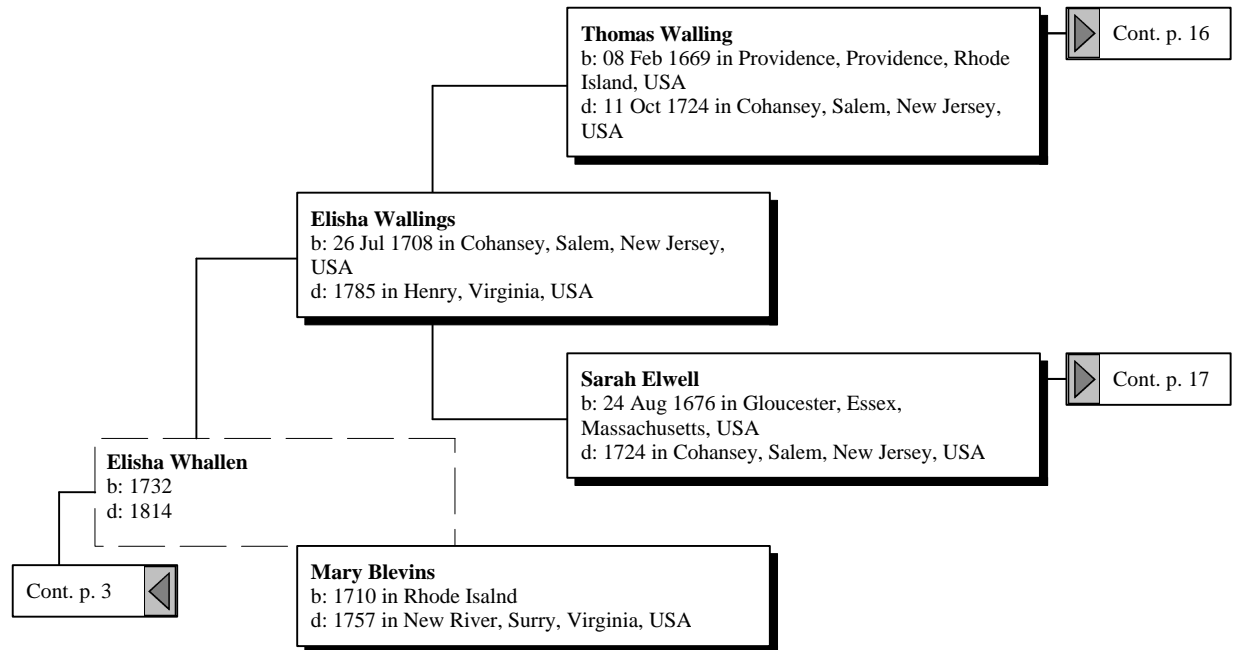 Thomas Walling
b: 08 Feb 1669 in Providence, Providence, Rhode
Island, USA
d: 11 Oct 1724 in Cohansey, Salem, New Jersey,
USA
Cont. p. 16
Elisha Wallings
b: 26 Jul 1708 in Cohansey, Salem, New Jersey,
USA
d: 1785 in Henry, Virginia, USA
Sarah Elwell
b: 24 Aug 1676 in Gloucester, Essex,
Massachusetts, USA
d: 1724 in Cohansey, Salem, New Jersey, USA
Cont. p. 17
Elisha Whallen
b: 1732
d: 1814
Cont. p. 3
Mary Blevins
b: 1710 in Rhode Isalnd
d: 1757 in New River, Surry, Virginia, USA